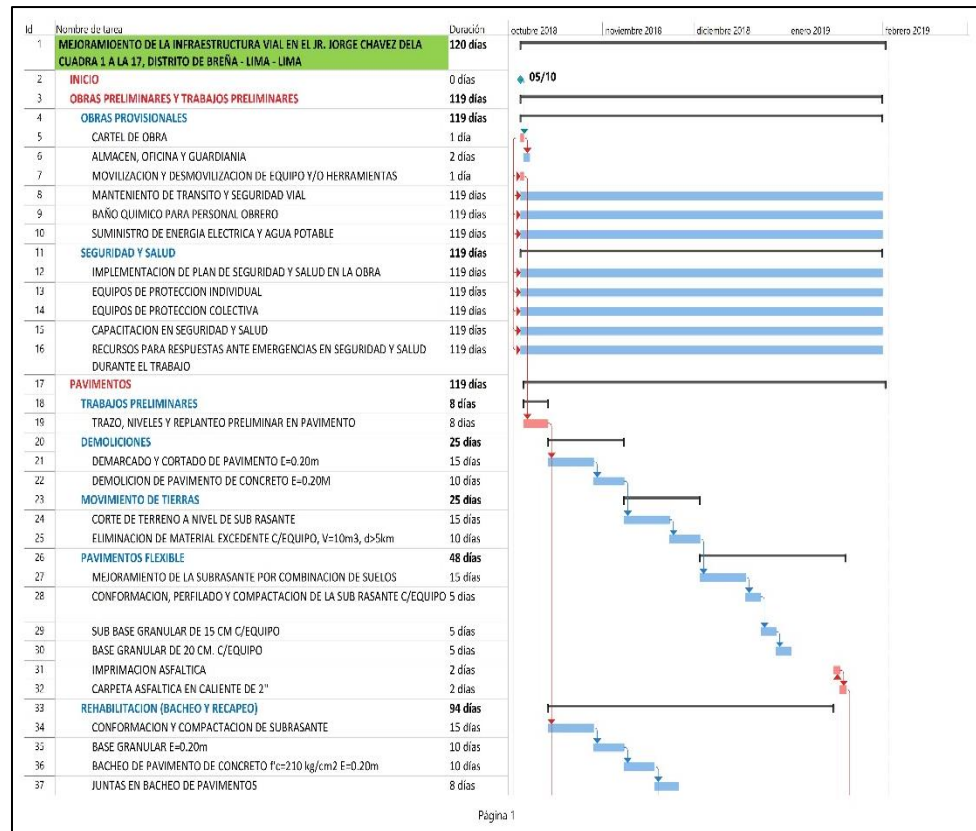 Id Nombre de tarea Duración octubre 2018 noviembre 2018 diciembre 2018 enero 2019 febrero 2019
1 MEJORAMIOENTO DE LA INFRAESTRUCTURA VIAL EN EL JR. JORGE CHAVEZ DELA 120 días
CUADRA 1 A LA 17, DISTRITO DE BREÑA - LIMA - LIMA
2 INICIO 0 días 05/10
3 OBRAS PRELIMINARES Y TRABAJOS PRELIMINARES 119 días
4 OBRAS PROVISIONALES 119 días
5 CARTEL DE OBRA 1 día
6 ALMACEN, OFICINA Y GUARDIANIA 2 días
7 MOVILIZACION Y DESMOVILIZACION DE EQUIPO Y/O HERRAMIENTAS 1 día
8 MANTENIENTO DE TRANSITO Y SEGURIDAD VIAL 119 días
9 BAÑO QUIMICO PARA PERSONAL OBRERO 119 días
10 SUMINISTRO DE ENERGIA ELECTRICA Y AGUA POTABLE 119 días
11 SEGURIDAD Y SALUD 119 días
12 IMPLEMENTACION DE PLAN DE SEGURIDAD Y SALUD EN LA OBRA 119 días
13 EQUIPOS DE PROTECCION INDIVIDUAL 119 días
14 EQUIPOS DE PROTECCION COLECTIVA 119 días
15 CAPACITACION EN SEGURIDAD Y SALUD 119 días
16 RECURSOS PARA RESPUESTAS ANTE EMERGENCIAS EN SEGURIDAD Y SALUD 119 días
DURANTE EL TRABAJO
17 PAVIMENTOS 119 días
18 TRABAJOS PRELIMINARES 8 días
19 TRAZO, NIVELES Y REPLANTEO PRELIMINAR EN PAVIMENTO 8 días
20 DEMOLICIONES 25 días
21 DEMARCADO Y CORTADO DE PAVIMENTO E=0.20m 15 días
22 DEMOLICION DE PAVIMENTO DE CONCRETO E=0.20M 10 días
23 MOVIMIENTO DE TIERRAS 25 días
24 CORTE DE TERRENO A NIVEL DE SUB RASANTE 15 días
25 ELIMINACION DE MATERIAL EXCEDENTE C/EQUIPO, V=10m3, d>5km 10 días
26 PAVIMENTOS FLEXIBLE 48 días
27 MEJORAMIENTO DE LA SUBRASANTE POR COMBINACION DE SUELOS 15 días
28 CONFORMACION, PERFILADO Y COMPACTACION DE LA SUB RASANTE C/EQUIPO 5 días
29 SUB BASE GRANULAR DE 15 CM C/EQUIPO 5 días
30 BASE GRANULAR DE 20 CM. C/EQUIPO 5 días
31 IMPRIMACION ASFALTICA 2 días
32 CARPETA ASFALTICA EN CALIENTE DE 2" 2 días
33 REHABILITACION (BACHEO Y RECAPEO) 94 días
34 CONFORMACION Y COMPACTACION DE SUBRASANTE 15 días
35 BASE GRANULAR E=0.20m 10 días
36 BACHEO DE PAVIMENTO DE CONCRETO f'c=210 kg/cm2 E=0.20m 10 días
37 JUNTAS EN BACHEO DE PAVIMENTOS 8 días
Página 1